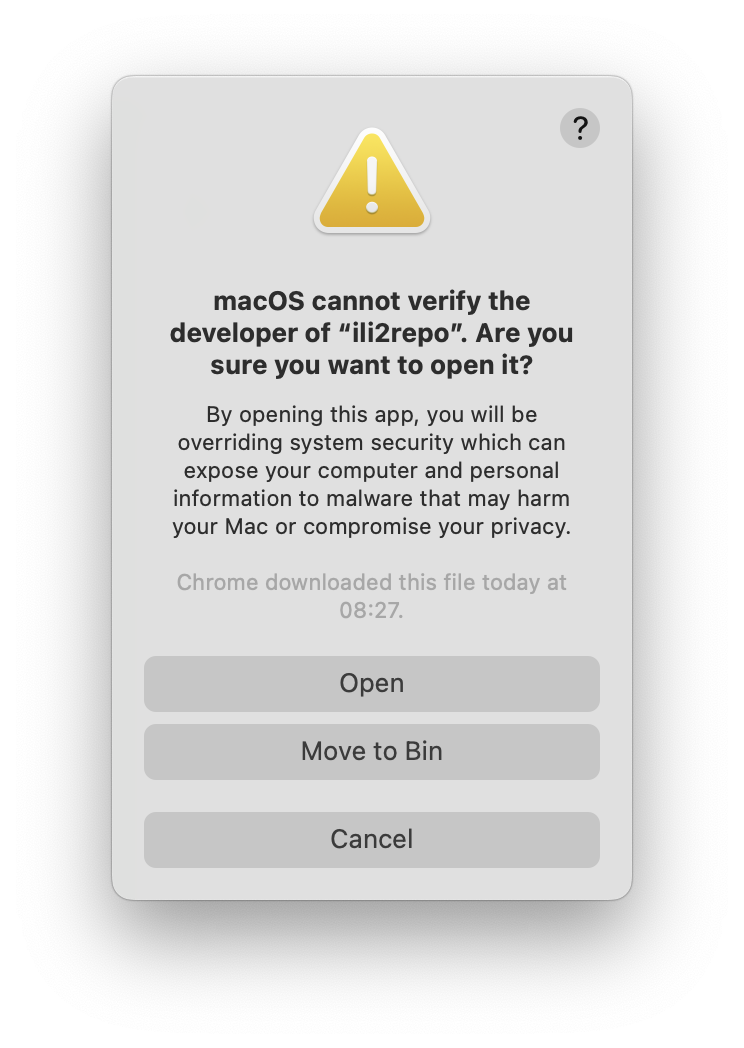 ?
macOS cannot verify the
developer of “ili2repo”. Are you
sure you want to open it?
By opening this app, you will be
overriding system security which can
expose your computer and personal
information to malware that may harm
your Mac or compromise your privacy.
Chrome downloaded this file today at
08:27.
Open
Move to Bin
Cancel